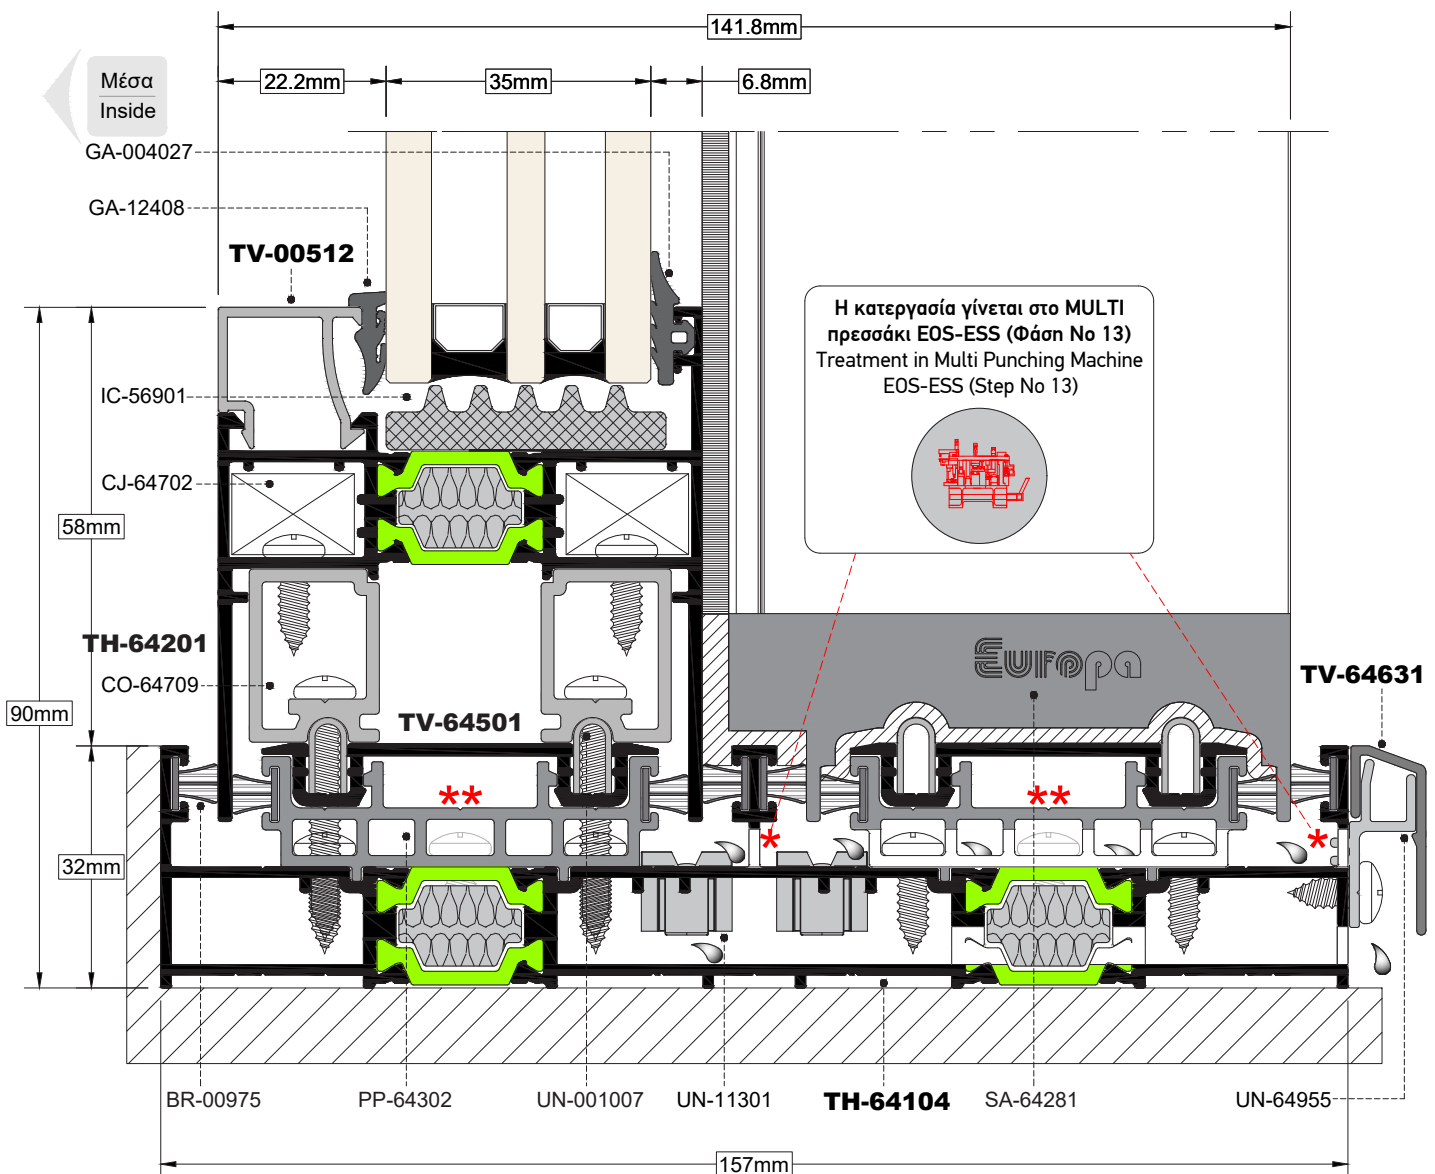 141.8mm
22.2mm
35mm
6.8mm
Μέσα
Inside
GA-004027
GA-12408
TV-00512
Η κατεργασία γίνεται στο MULTI
πρεσσάκι EOS-ESS (Φάση Νο 13)
Treatment in Multi Punching Machine
EOS-ESS (Step No 13)
IC-56901
CJ-64702
58mm
TH-64201
Europa
CO-64709
TV-64631
90mm
TV-64501
**
**
*
*
32mm
BR-00975
PP-64302
UN-001007
UN-11301
TH-64104
SA-64281
UN-64955
157mm